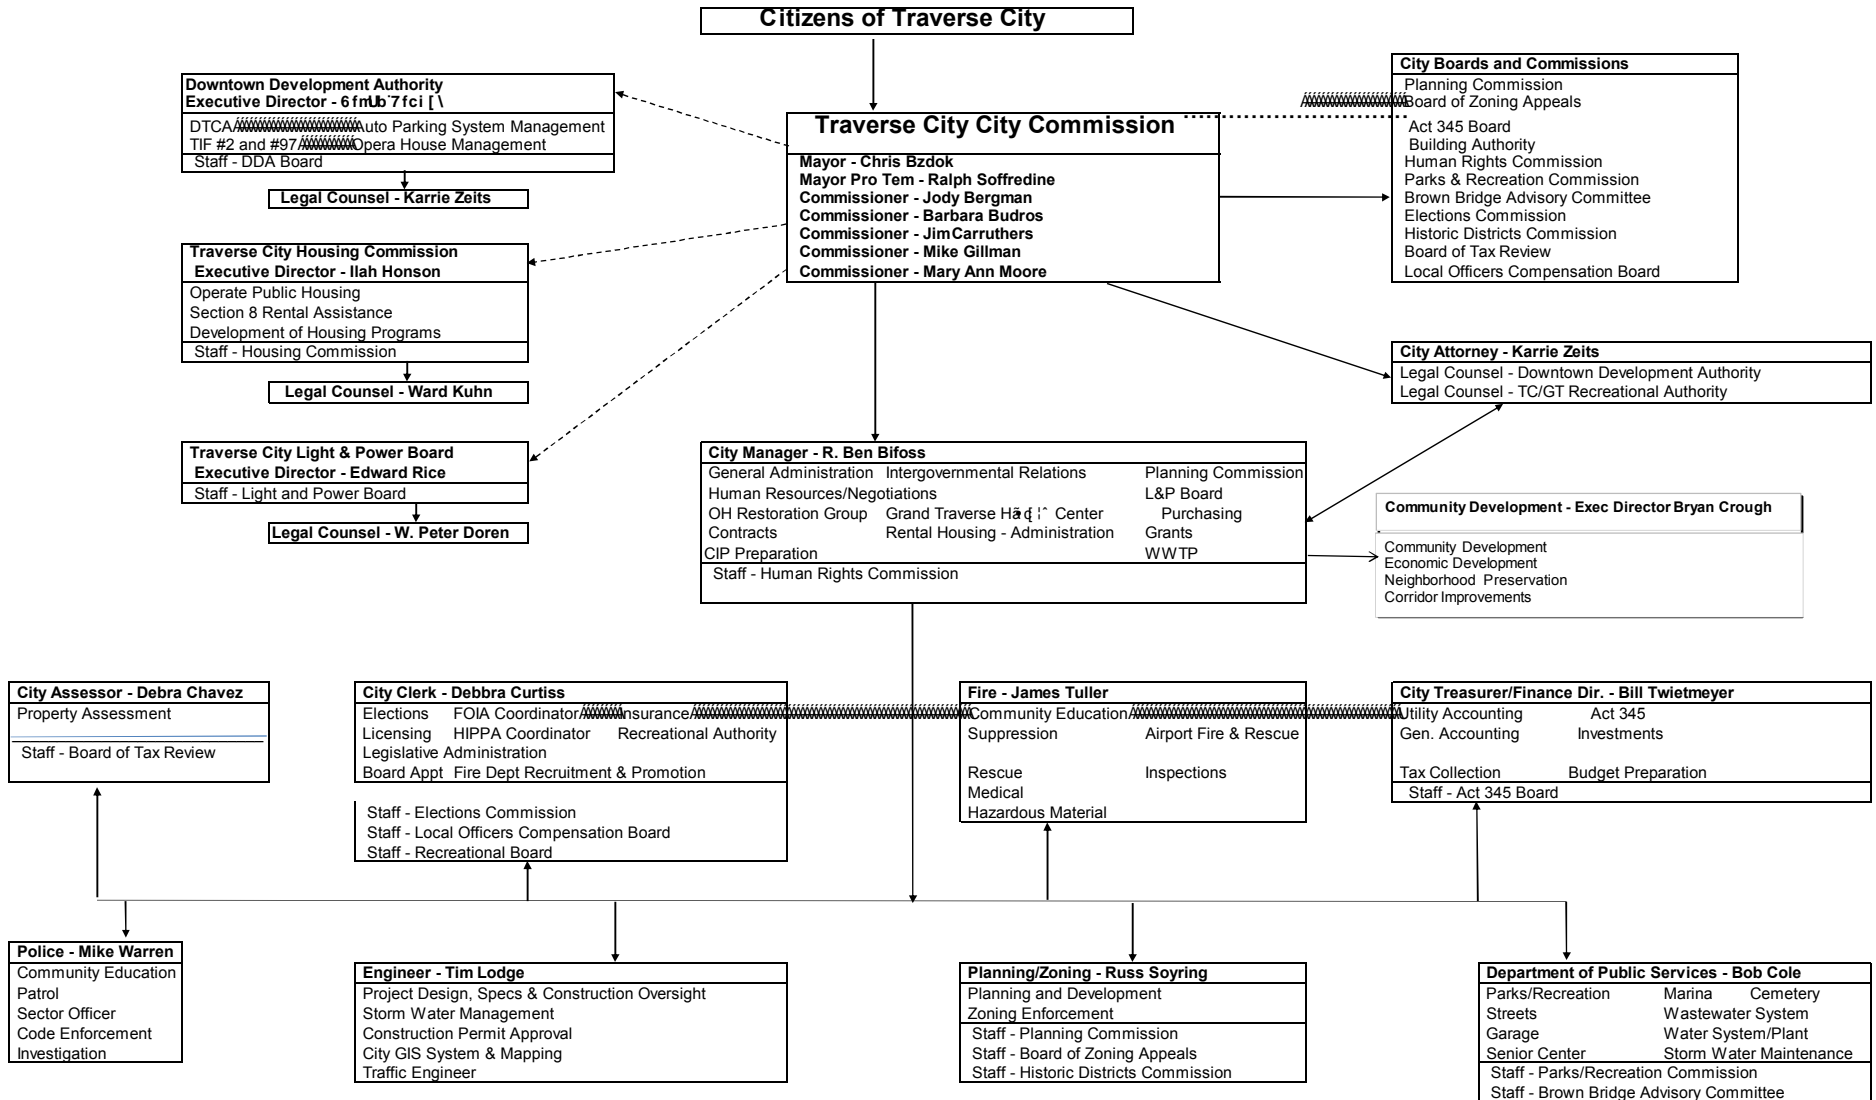 Citizens of Traverse City
Downtown Development Authority
Executive Director -
DTCA Auto Parking System Management
TIF #2 and #97 Opera House Management
Staff - DDA Board
Legal Counsel - Karrie Zeits
Traverse City Housing Commission
Executive Director - Ilah Honson
Operate Public Housing
Section 8 Rental Assistance
Development of Housing Programs
Staff - Housing Commission
Legal Counsel - Ward Kuhn
Traverse City Light & Power Board
Executive Director - Edward Rice
Staff - Light and Power Board
Legal Counsel - W. Peter Doren
Traverse City City Commission
Mayor - Chris Bzdok
Mayor Pro Tem - Ralph Soffredine
Commissioner - Jody Bergman
Commissioner - Barbara Budros
Commissioner - Jim Carruthers
Commissioner - Mike Gillman
Commissioner - Mary Ann Moore
City Boards and Commissions
Planning Commission
Board of Zoning Appeals
Act 345 Board
Building Authority
Human Rights Commission
Parks & Recreation Commission
Brown Bridge Advisory Committee
Elections Commission
Historic Districts Commission
Board of Tax Review
Local Officers Compensation Board
City Attorney - Karrie Zeits
Legal Counsel - Downtown Development Authority
Legal Counsel - TC/GT Recreational Authority
City Manager - R. Ben Bifoss
General Administration Intergovernmental Relations Planning Commission
Human Resources/Negotiations L&P Board
OH Restoration Group Grand Traverse Center Purchasing
Contracts Rental Housing - Administration Grants
CIP Preparation WWTP
Staff - Human Rights Commission
Community Development - Exec Director Bryan Crough
Community Development
Economic Development
Neighborhood Preservation
Corridor Improvements
City Assessor - Debra Chavez
Property Assessment
Staff - Board of Tax Review
City Clerk - Debbra Curtiss
Elections FOIA Coordinator Insurance
Licensing HIPPA Coordinator Recreational Authority
Legislative Administration
Board Appt Fire Dept Recruitment & Promotion
Staff - Elections Commission
Staff - Local Officers Compensation Board
Staff - Recreational Board
Fire - James Tuller
Community Education
Suppression Airport Fire & Rescue
Rescue Inspections
Medical
Hazardous Material
City Treasurer/Finance Dir. - Bill Twietmeyer
Utility Accounting Act 345
Gen. Accounting Investments
Tax Collection Budget Preparation
Staff - Act 345 Board
Police - Mike Warren
Community Education
Patrol
Sector Officer
Code Enforcement
Investigation
Engineer - Tim Lodge
Project Design, Specs & Construction Oversight
Storm Water Management
Construction Permit Approval
City GIS System & Mapping
Traffic Engineer
Planning/Zoning - Russ Soyring
Planning and Development
Zoning Enforcement
Staff - Planning Commission
Staff - Board of Zoning Appeals
Staff - Historic Districts Commission
Department of Public Services - Bob Cole
Parks/Recreation Marina Cemetery
Streets Wastewater System
Garage Water System/Plant
Senior Center Storm Water Maintenance
Staff - Parks/Recreation Commission
Staff - Brown Bridge Advisory Committee